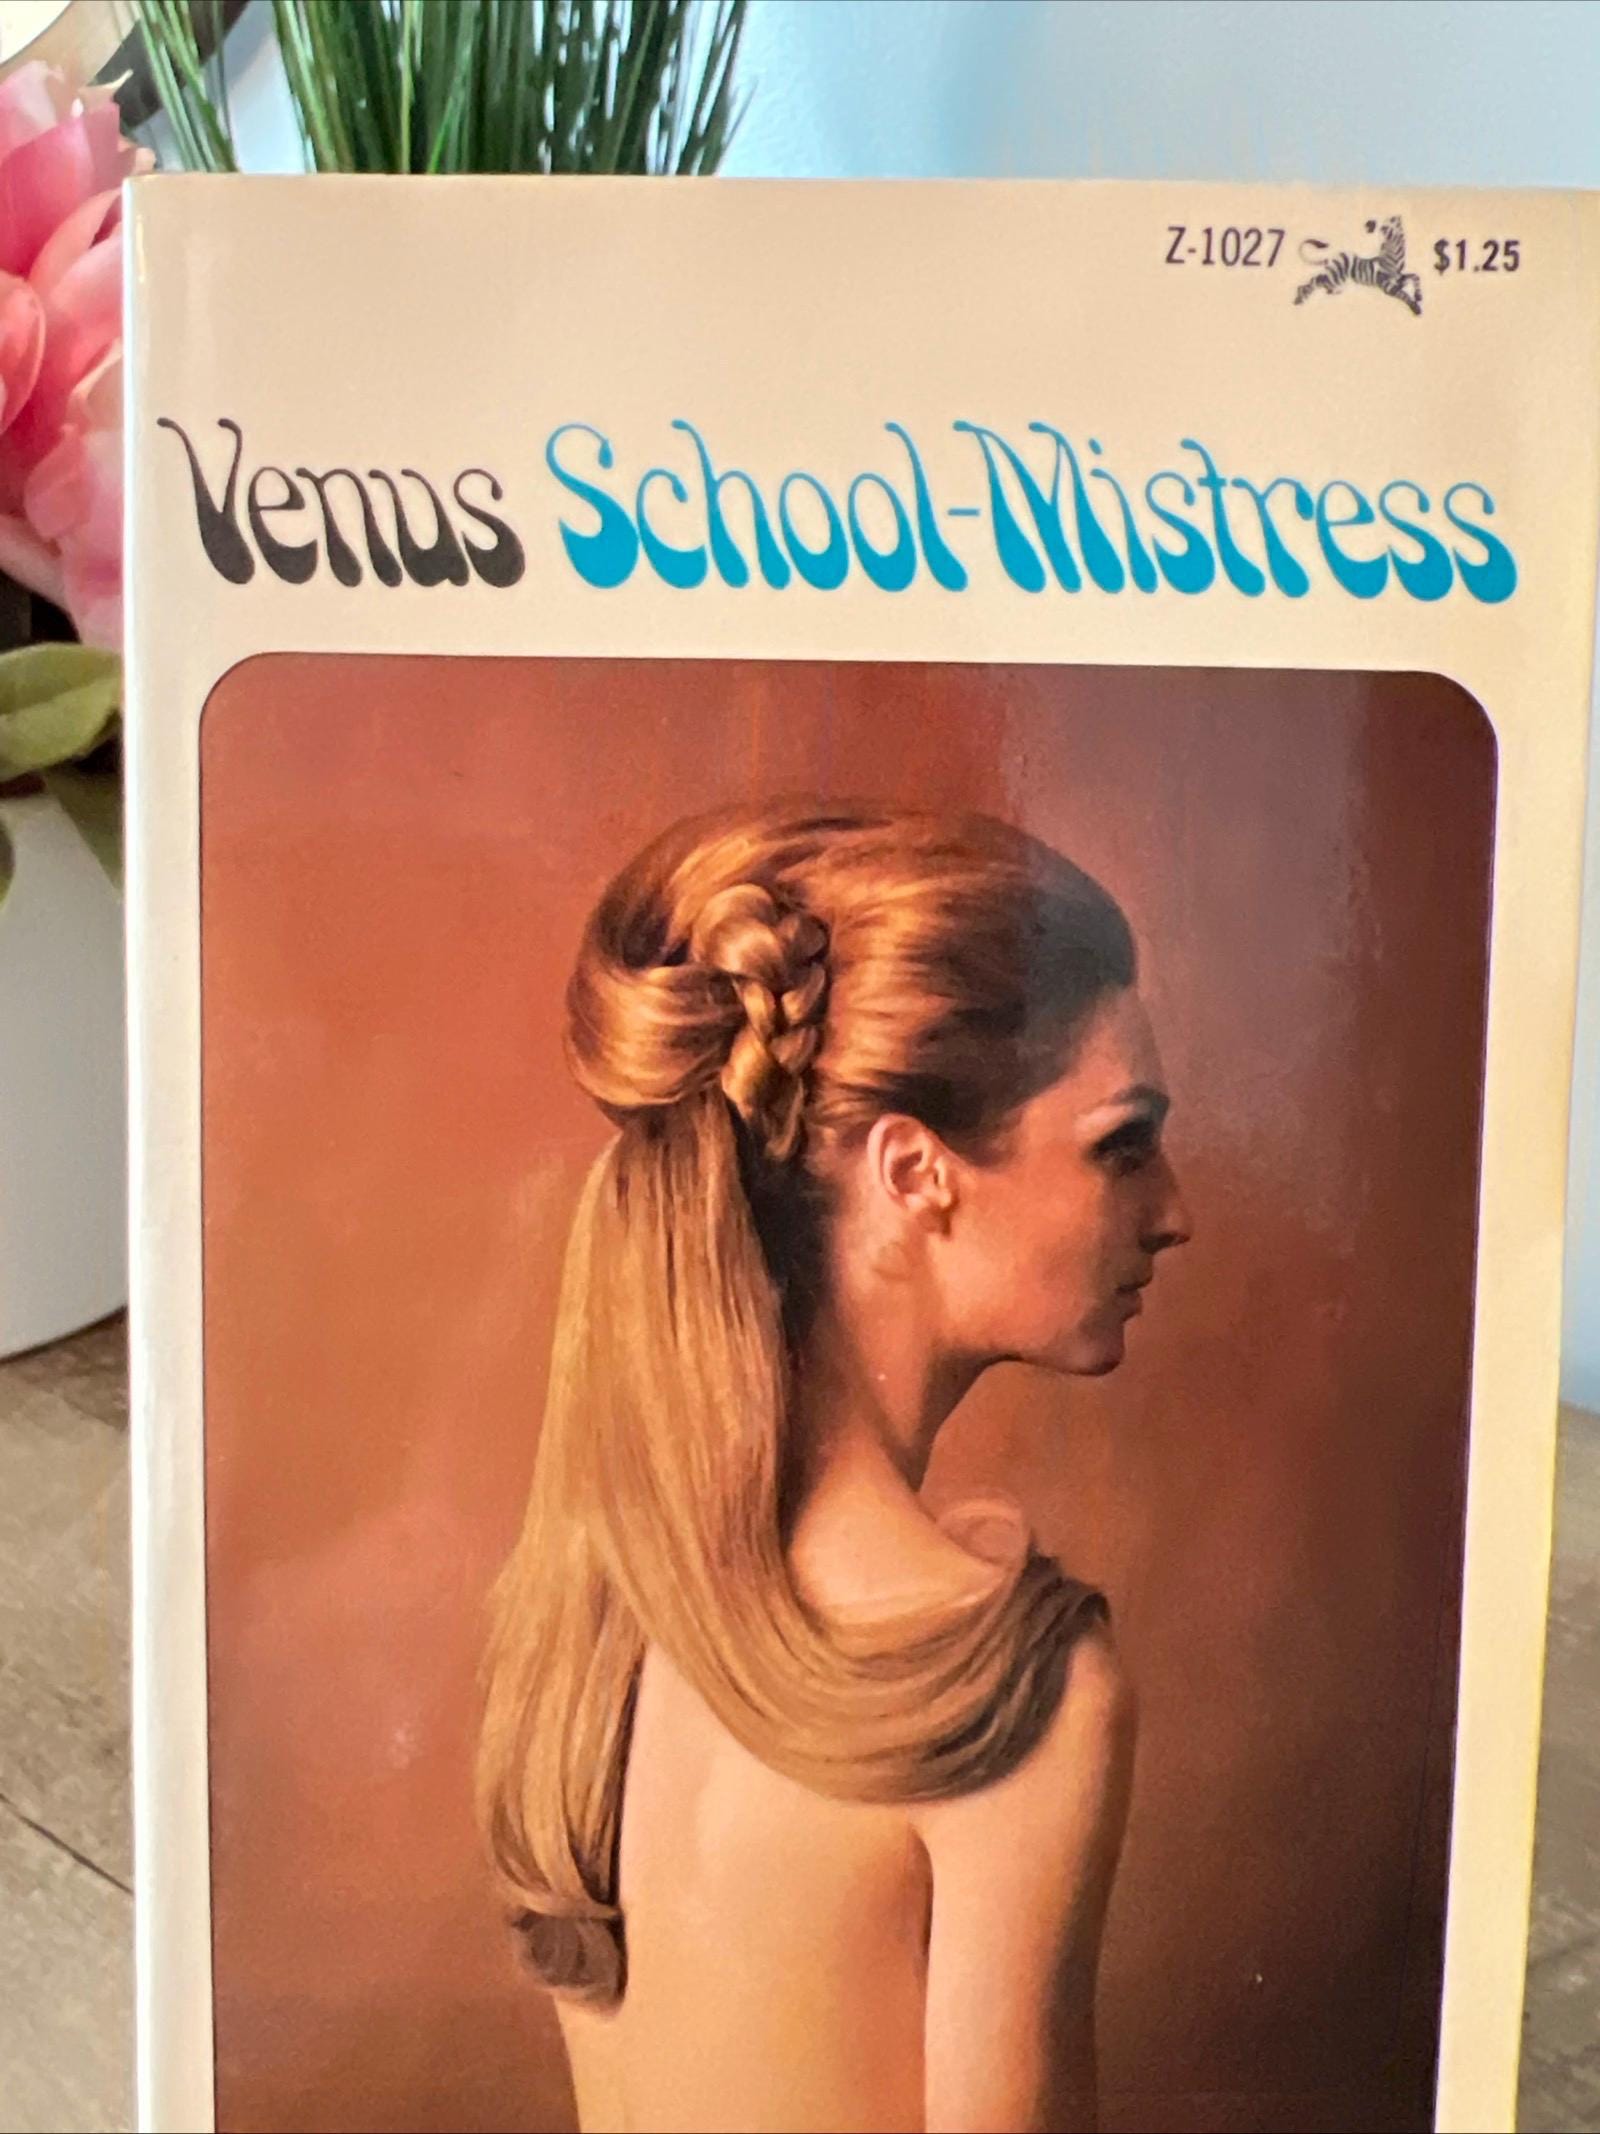 Z-1027 $1.25
Venus School-Mistress